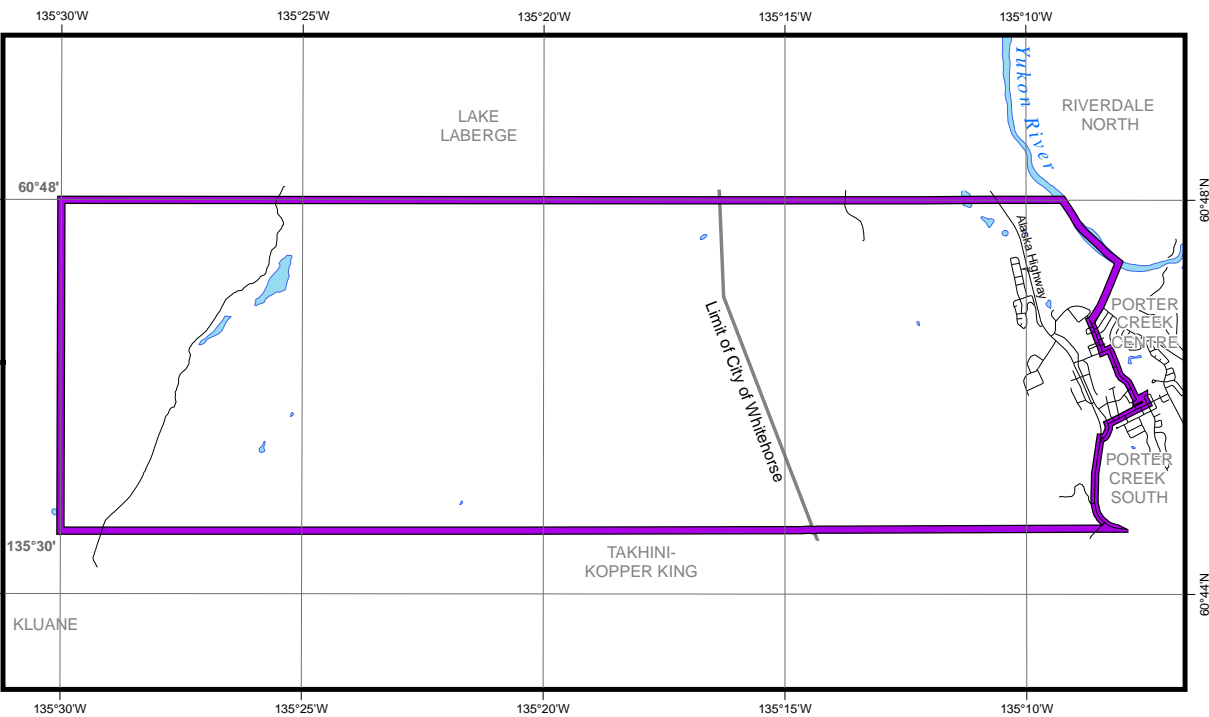 135°30'W
135°25'W
135°20'W
135°15'W
135°10'W
Yukon River
RIVERDALE
NORTH
LAKE
LABERGE
60°48'
60°48'N
Alaska Highway
PORTER
CREEK
CENTRE
Limit of City of Whitehorse
PORTER
CREEK
SOUTH
135°30'
TAKHINI-
KOPPER KING
60°44'N
KLUANE
135°30'W
135°25'W
135°20'W
135°15'W
135°10'W